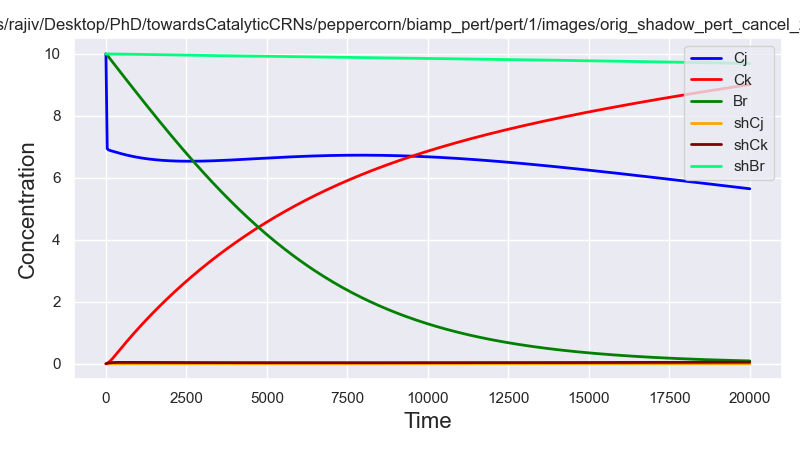 s/rajiv/Desktop/PhD/towardsCatalyticCRNs/peppercorn/biamp_pert/pert/1/images/orig_shadow_pert_cancel_
10
8
6
4
2
0
Concentration
0 2500 5000 7500 10000 12500 15000 17500 20000
Time
Cj
Ck
Br
shCj
shCk
shBr